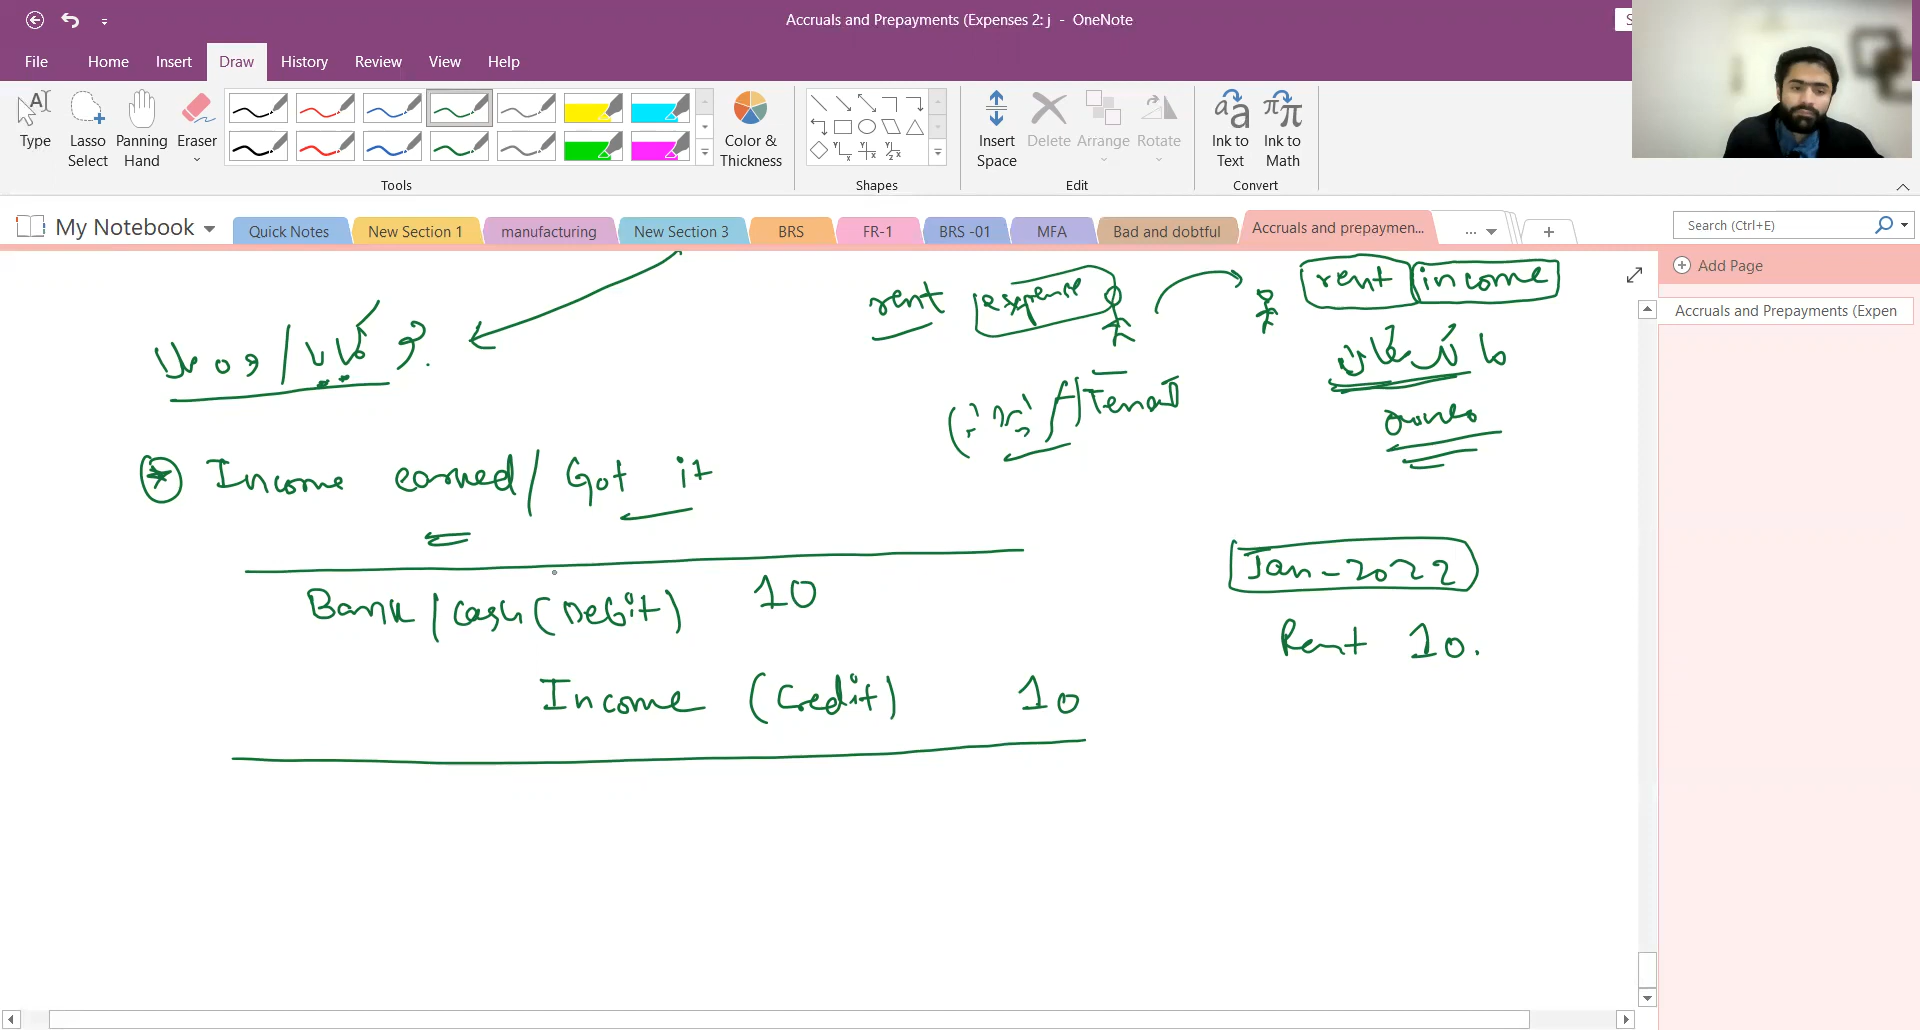 Accruals and Prepayments (Expenses 2: j - OneNote
File Home Insert Draw History Review View Help
Type
Lasso Select
Panning Hand
Eraser
Color & Thickness
Insert Space
Delete
Arrange
Rotate
Ink to Text
Ink to Math
Tools
Shapes
Edit
Convert
My Notebook
Quick Notes
New Section 1
manufacturing
New Section 3
BRS
FR-1
BRS -01
MFA
Bad and doubtful
Accruals and prepaymen...
...
Search (Ctrl+E)
Add Page
Accruals and Prepayments (Expen
rent expense
rent income
مالک مکان
Tenant
owner
Income earned / Got it
Bank / Cash (Debit) 10
Income (Credit) 10
Jan-2022
Rent 10.